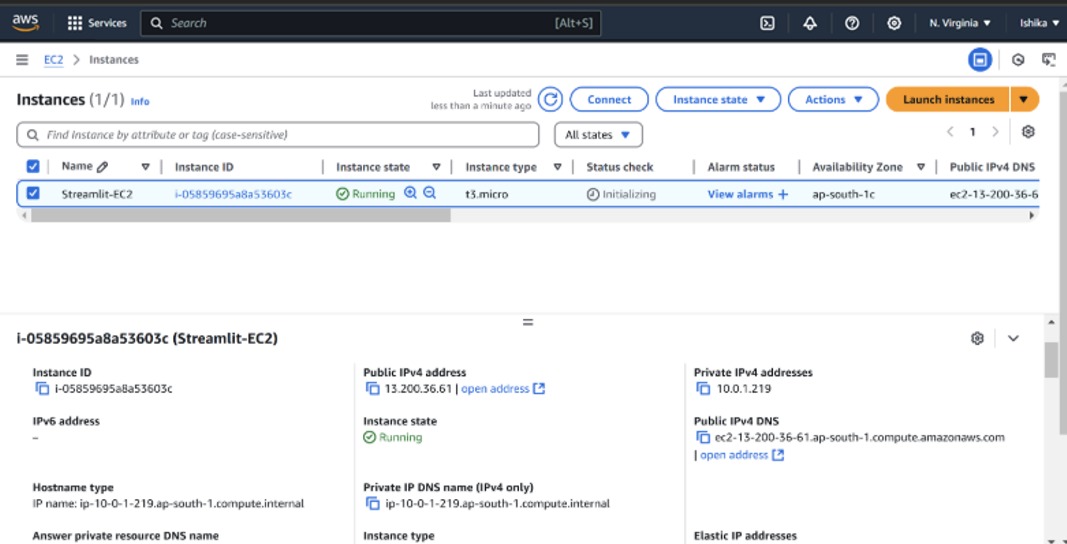 aws Services Search [Alt+S] N. Virginia Ishika
EC2 Instances
Instances (1/1) Info Last updated less than a minute ago Connect Instance state Actions Launch instances
Find Instance by attribute or tag (case-sensitive) All states 1
Name Instance ID Instance state Instance type Status check Alarm status Availability Zone Public IPv4 DNS
Streamlit-EC2 i-05859695a8a53603c Running t3.micro Initializing View alarms + ap-south-1c ec2-13-200-36-6
i-05859695a8a53603c (Streamlit-EC2)
Instance ID
i-05859695a8a53603c
Public IPv4 address
13.200.36.61 | open address
Private IPv4 addresses
10.0.1.219
IPv6 address
–
Instance state
Running
Public IPv4 DNS
ec2-13-200-36-61.ap-south-1.compute.amazonaws.com
| open address
Hostname type
IP name: ip-10-0-1-219.ap-south-1.compute.internal
Private IP DNS name (IPv4 only)
ip-10-0-1-219.ap-south-1.compute.internal
Answer private resource DNS name
Instance type
Elastic IP addresses